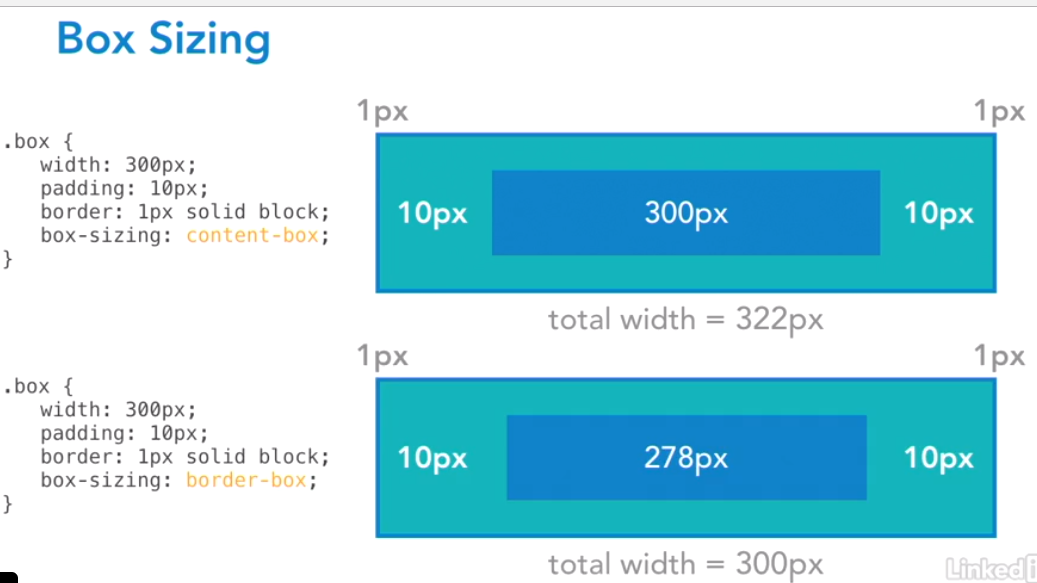 Box Sizing
.box {
width: 300px;
padding: 10px;
border: 1px solid block;
box-sizing: content-box;
}
1px 1px
10px 300px 10px
total width = 322px
.box {
width: 300px;
padding: 10px;
border: 1px solid block;
box-sizing: border-box;
}
1px 1px
10px 278px 10px
total width = 300px
Linked